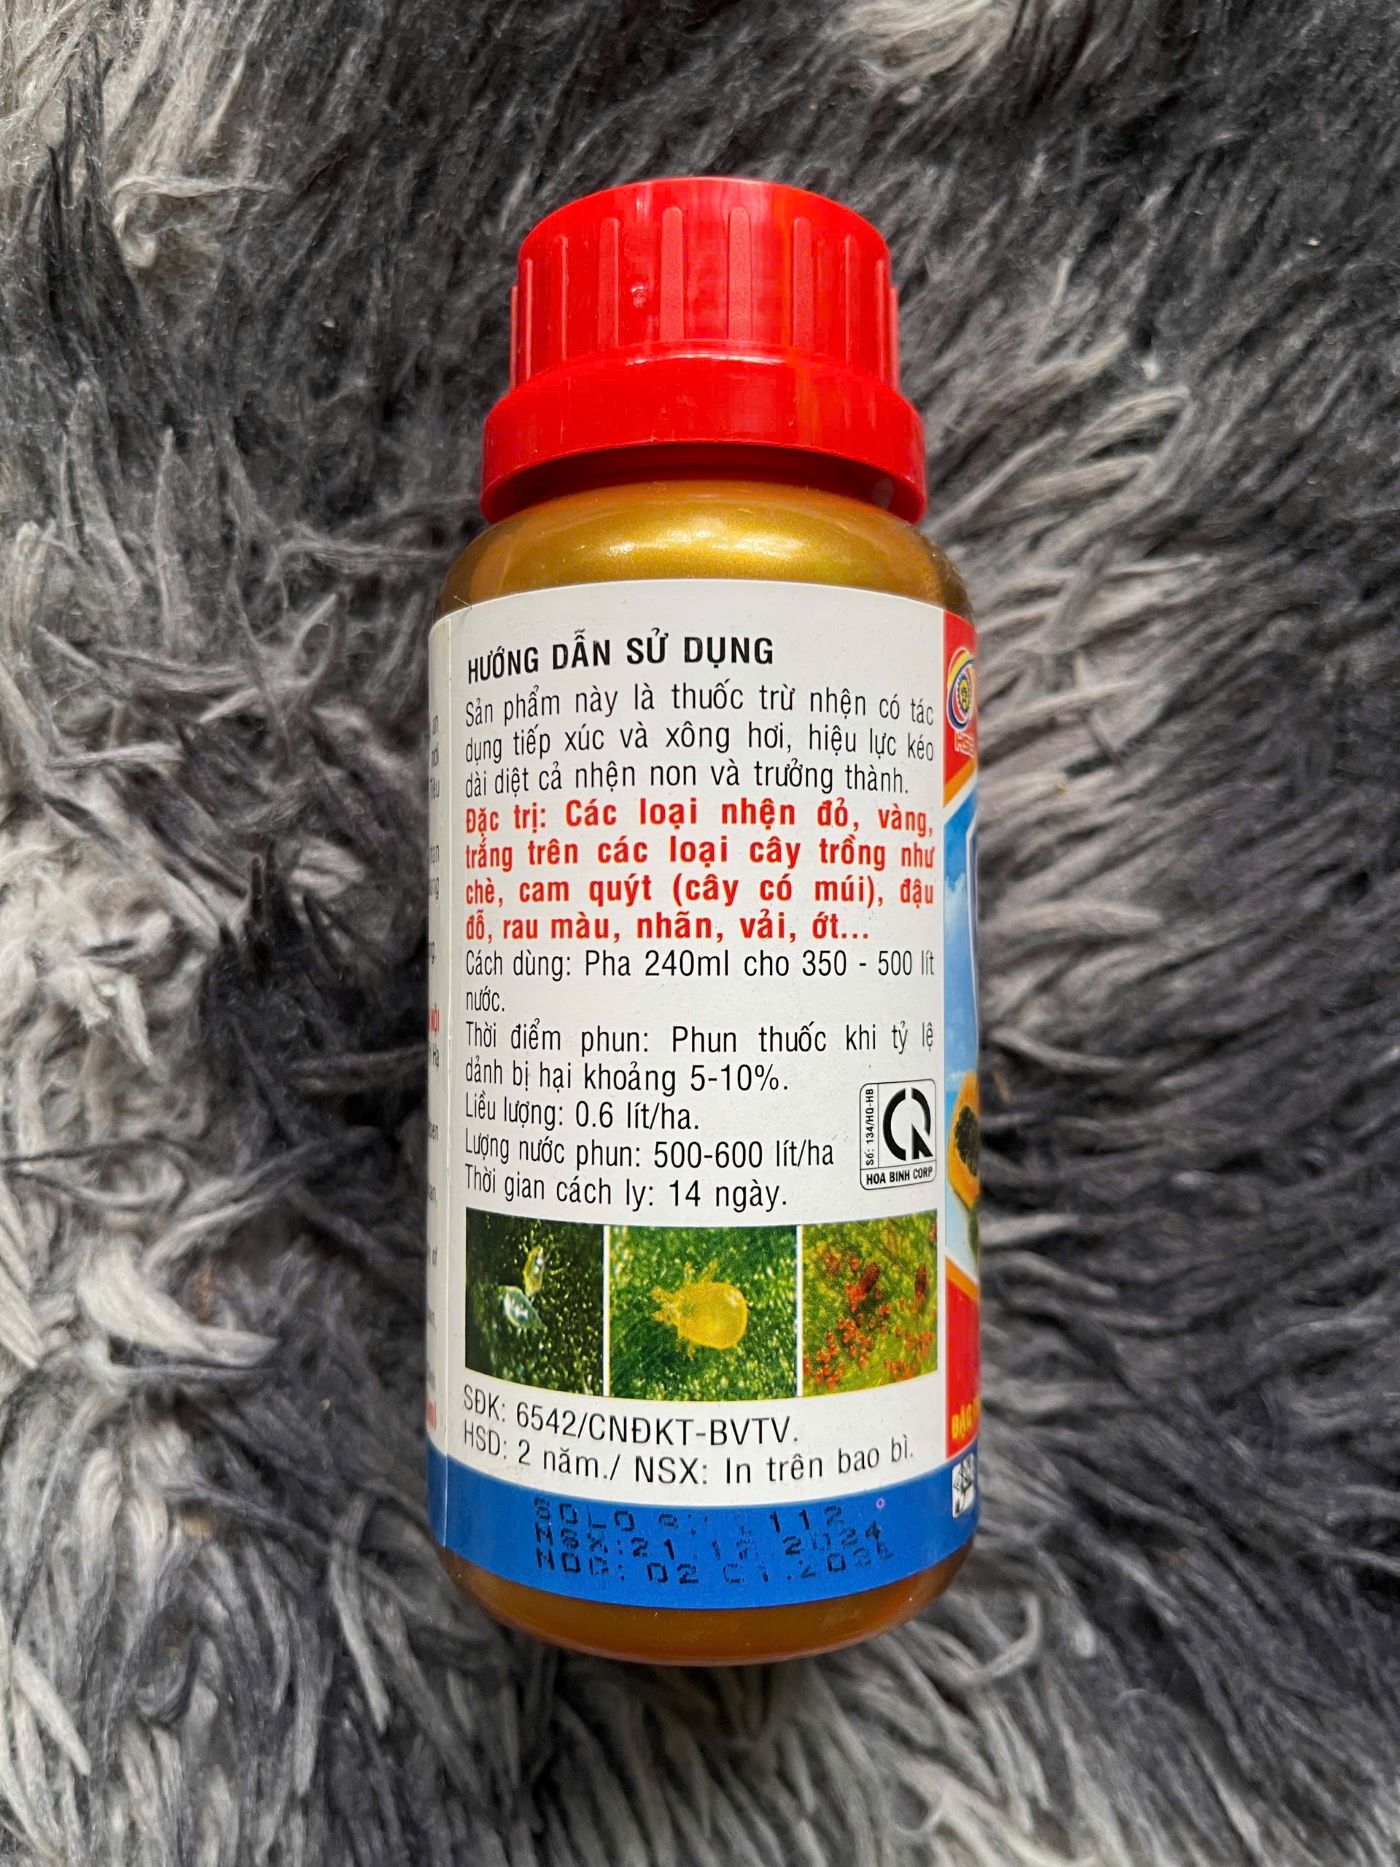 HƯỚNG DẪN SỬ DỤNG
Sản phẩm này là thuốc trừ nhện có tác
dụng tiếp xúc và xông hơi, hiệu lực kéo
dài diệt cả nhện non và trưởng thành.
Đặc trị: Các loại nhện đỏ, vàng,
trắng trên các loại cây trồng như
chè, cam quýt (cây có múi), đậu
đỗ, rau màu, nhãn, vải, ớt...
Cách dùng: Pha 240ml cho 350 - 500 lít
nước.
Thời điểm phun: Phun thuốc khi tỷ lệ
dảnh bị hại khoảng 5-10%.
Liều lượng: 0.6 lít/ha.
Lượng nước phun: 500-600 lít/ha
Thời gian cách ly: 14 ngày.
Số: 134/HQ-HB
HOA BINH CORP
SĐK: 6542/CNĐKT-BVTV.
HSD: 2 năm./ NSX: In trên bao bì.
112
NSX:21 2024
02